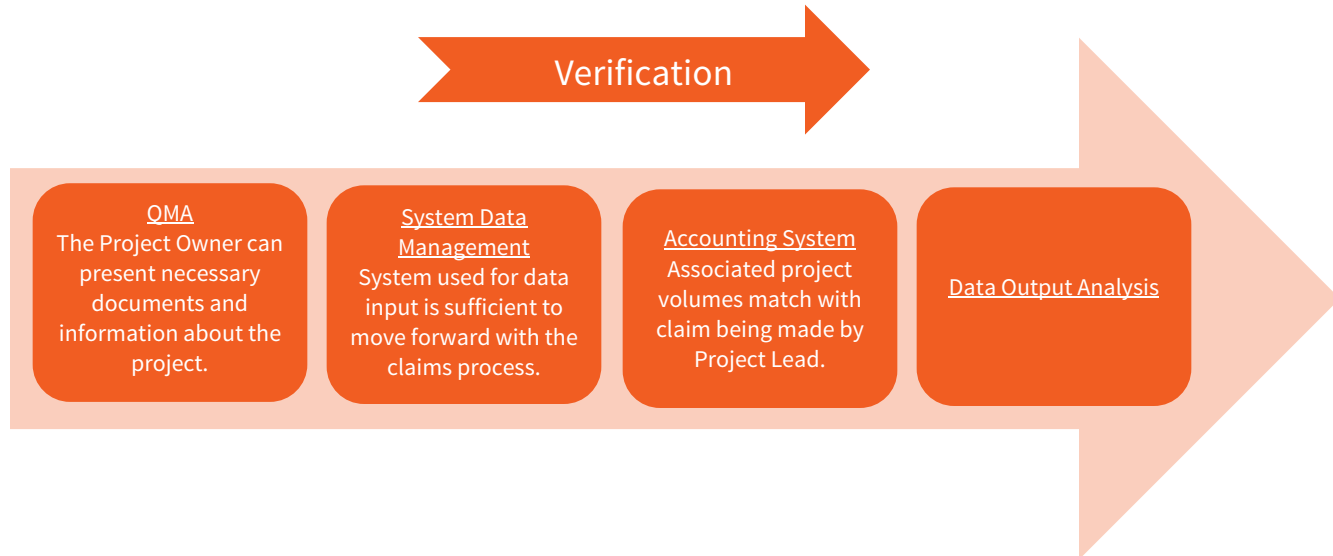 Verification
QMA
The Project Owner can
present necessary
documents and
information about the
project.
System Data
Management
System used for data
input is sufficient to
move forward with the
claims process.
Accounting System
Associated project
volumes match with
claim being made by
Project Lead.
Data Output Analysis